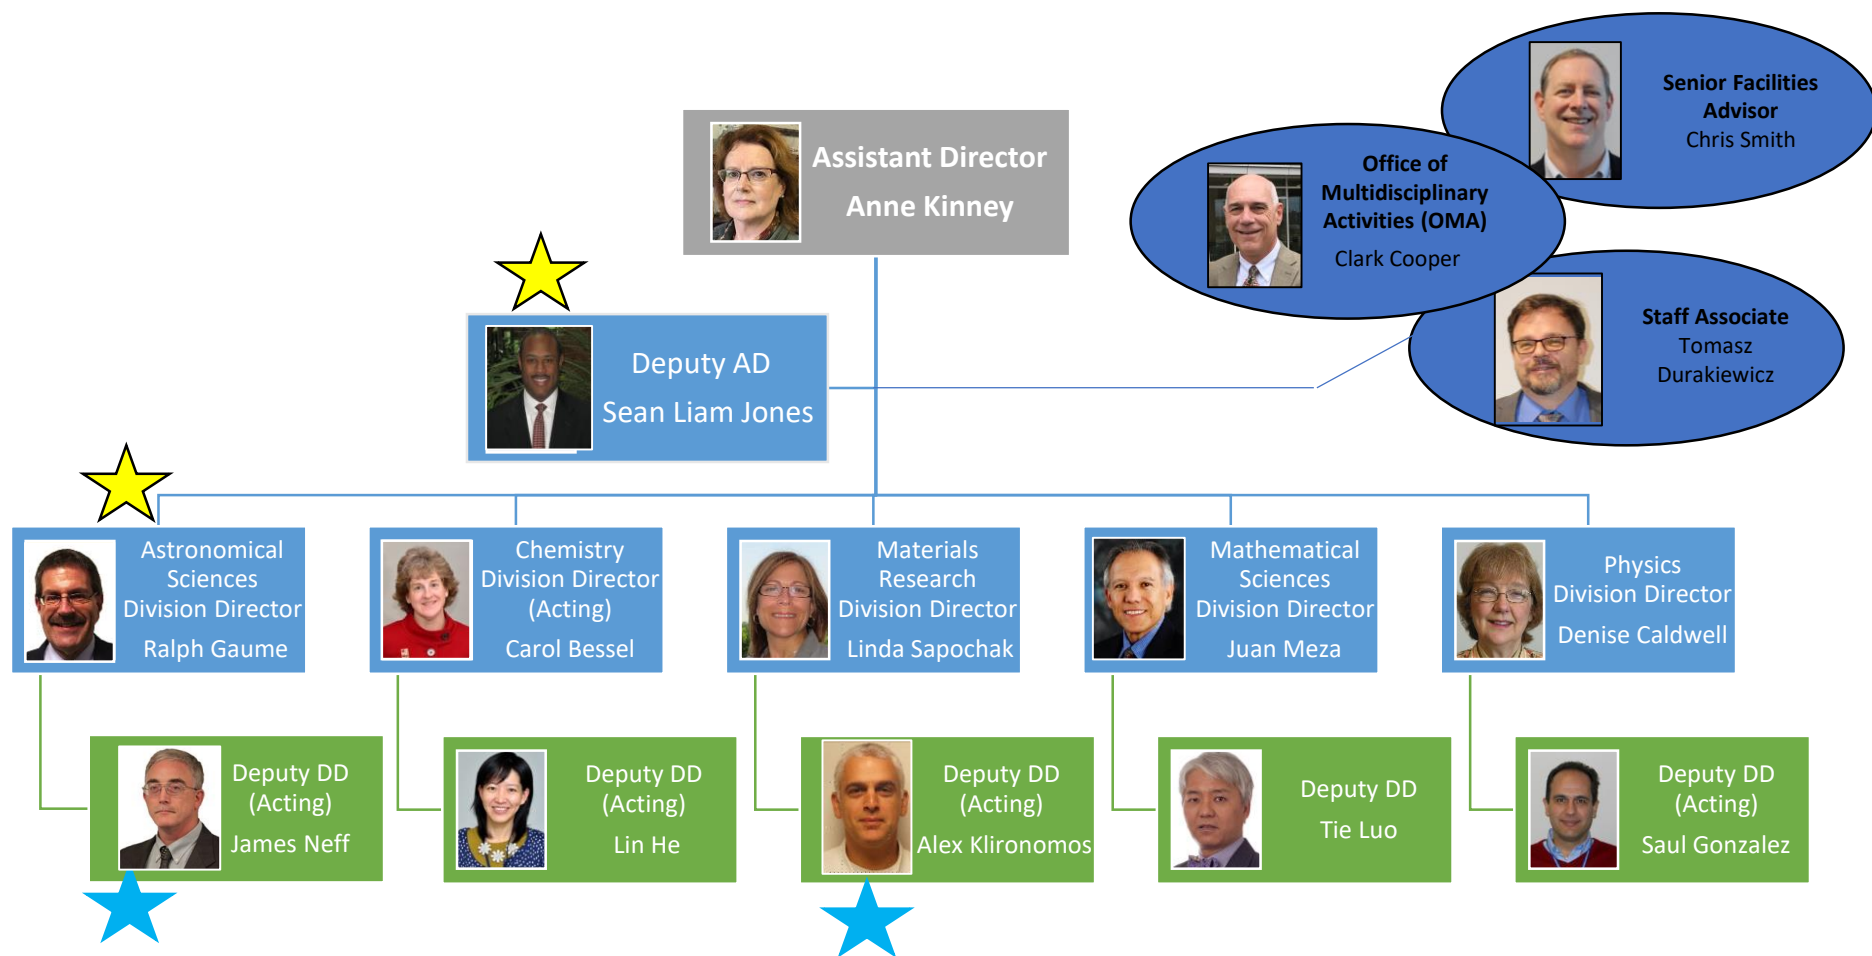 Senior Facilities
Advisor
Chris Smith
Assistant Director
Anne Kinney
Office of
Multidisciplinary
Activities (OMA)
Clark Cooper
Staff Associate
Tomasz
Durakiewicz
Deputy AD
Sean Liam Jones
Astronomical
Sciences
Division Director
Ralph Gaume
Chemistry
Division Director
(Acting)
Carol Bessel
Materials
Research
Division Director
Linda Sapochak
Mathematical
Sciences
Division Director
Juan Meza
Physics
Division Director
Denise Caldwell
Deputy DD
(Acting)
James Neff
Deputy DD
(Acting)
Lin He
Deputy DD
(Acting)
Alex Klironomos
Deputy DD
Tie Luo
Deputy DD
(Acting)
Saul Gonzalez